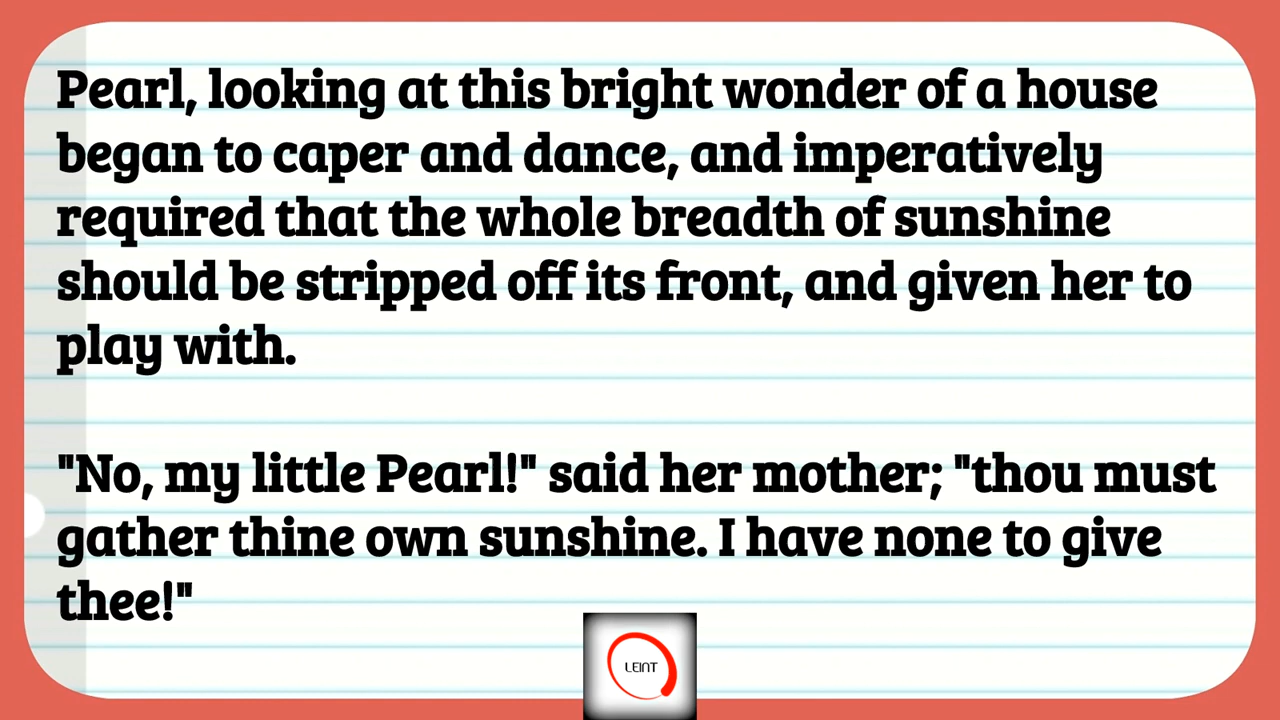 Pearl, looking at this bright wonder of a house
began to caper and dance, and imperatively
required that the whole breadth of sunshine
should be stripped off its front, and given her to
play with.
"No, my little Pearl!" said her mother; "thou must
gather thine own sunshine. I have none to give
thee!"
LEINT